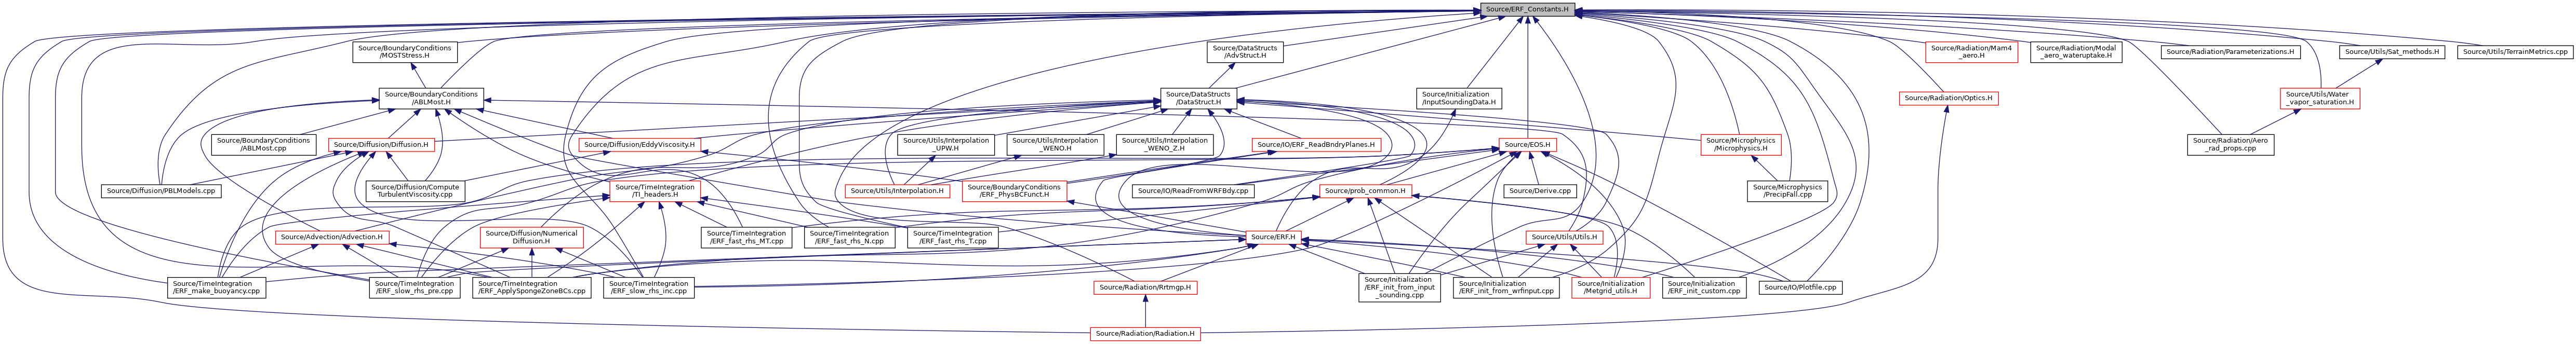 Source/ERF_Constants.H
Source/BoundaryConditions
/MOSTStress.H
Source/DataStructs
/AdvStruct.H
Source/Radiation/Mam4
_aero.H
Source/Radiation/Modal
_aero_wateruptake.H
Source/Radiation/Parameterizations.H
Source/Utils/Sat_methods.H
Source/Utils/TerrainMetrics.cpp
Source/BoundaryConditions
/ABLMost.H
Source/DataStructs
/DataStruct.H
Source/Initialization
/InputSoundingData.H
Source/Radiation/Optics.H
Source/Utils/Water
_vapor_saturation.H
Source/BoundaryConditions
/ABLMost.cpp
Source/Diffusion/Diffusion.H
Source/Diffusion/EddyViscosity.H
Source/Utils/Interpolation
_UPW.H
Source/Utils/Interpolation
_WENO.H
Source/Utils/Interpolation
_WENO_Z.H
Source/IO/ERF_ReadBndryPlanes.H
Source/EOS.H
Source/Microphysics
/Microphysics.H
Source/Radiation/Aero
_rad_props.cpp
Source/Diffusion/PBLModels.cpp
Source/Diffusion/Compute
TurbulentViscosity.cpp
Source/TimeIntegration
/TI_headers.H
Source/Utils/Interpolation.H
Source/BoundaryConditions
/ERF_PhysBCFunct.H
Source/IO/ReadFromWRFBdy.cpp
Source/prob_common.H
Source/Derive.cpp
Source/Microphysics
/PrecipFall.cpp
Source/Advection/Advection.H
Source/Diffusion/Numerical
Diffusion.H
Source/TimeIntegration
/ERF_fast_rhs_MT.cpp
Source/TimeIntegration
/ERF_fast_rhs_N.cpp
Source/TimeIntegration
/ERF_fast_rhs_T.cpp
Source/ERF.H
Source/Utils/Utils.H
Source/TimeIntegration
/ERF_make_buoyancy.cpp
Source/TimeIntegration
/ERF_slow_rhs_pre.cpp
Source/TimeIntegration
/ERF_ApplySpongeZoneBCs.cpp
Source/TimeIntegration
/ERF_slow_rhs_inc.cpp
Source/Radiation/Rrtmgp.H
Source/Initialization
/ERF_init_from_input
_sounding.cpp
Source/Initialization
/ERF_init_from_wrfinput.cpp
Source/Initialization
/Metgrid_utils.H
Source/Initialization
/ERF_init_custom.cpp
Source/IO/Plotfile.cpp
Source/Radiation/Radiation.H